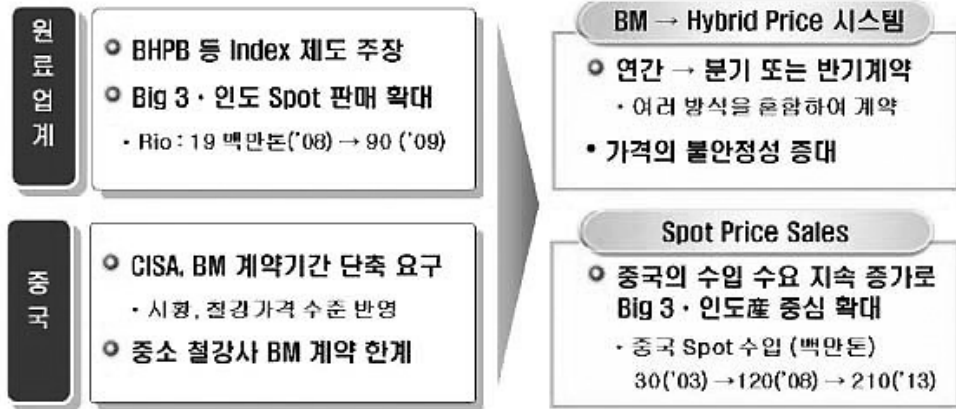 원료업계
BHPB 등 Index 제도 주장
Big 3 · 인도 Spot 판매 확대
· Rio : 19 백만톤('08) → 90 ('09)
중국
CISA, BM 계약기간 단축 요구
· 시황, 철강가격 수준 반영
중소 철강사 BM 계약 한계
BM → Hybrid Price 시스템
연간 → 분기 또는 반기계약
· 여러 방식을 혼합하여 계약
• 가격의 불안정성 증대
Spot Price Sales
중국의 수입 수요 지속 증가로
Big 3 · 인도産 중심 확대
· 중국 Spot 수입 (백만톤)
30('03) →120('08) → 210('13)